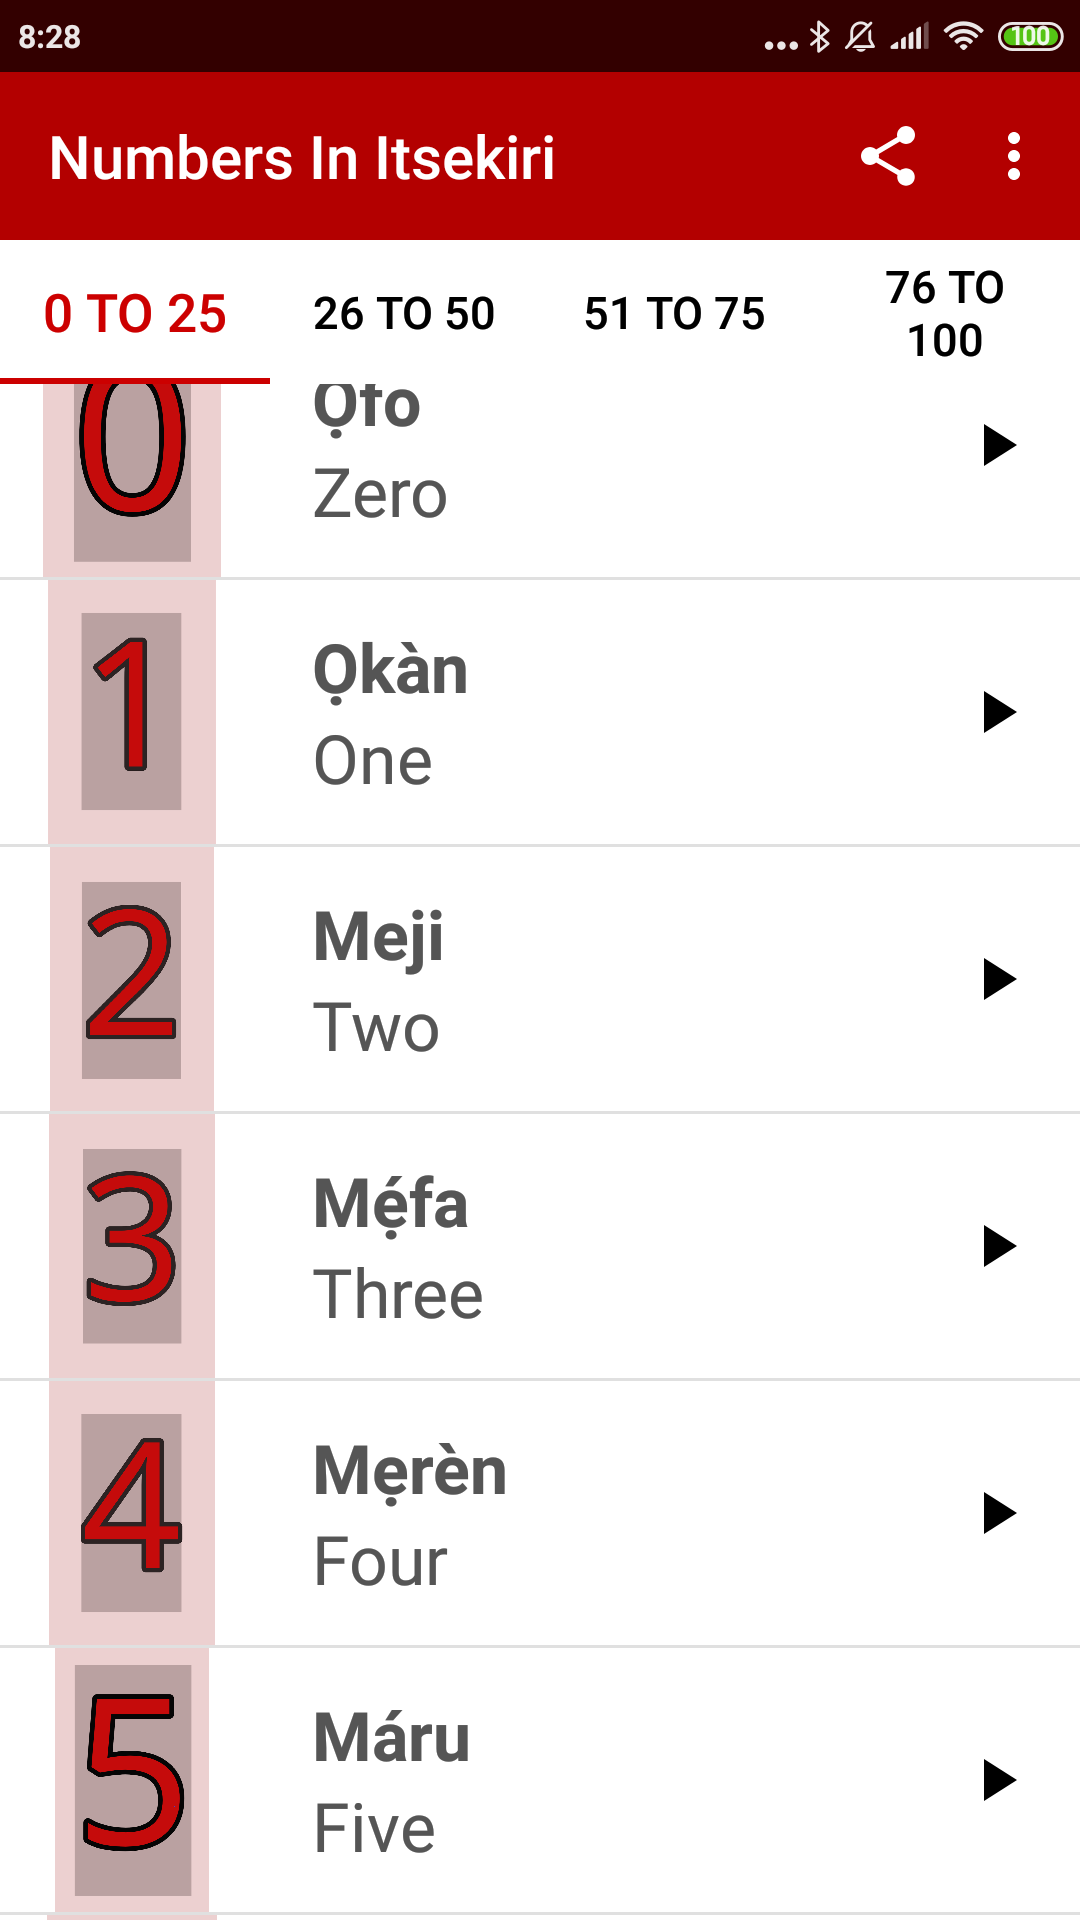 8:28
100
Numbers In Itsekiri
0 TO 25
26 TO 50
51 TO 75
76 TO
100
0
Zero
1
Ọkàn
One
2
Meji
Two
3
Mẹ́fa
Three
4
Mẹrèn
Four
5
Máru
Five